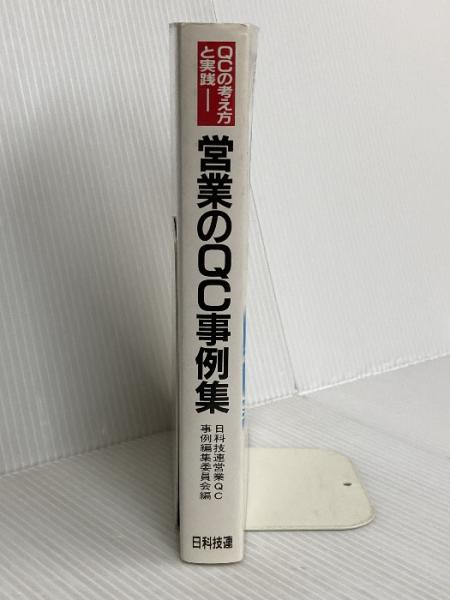 QCの考え方
と実践——
営業のQC事例集
日科技連営業QC
事例編集委員会編
日科技連